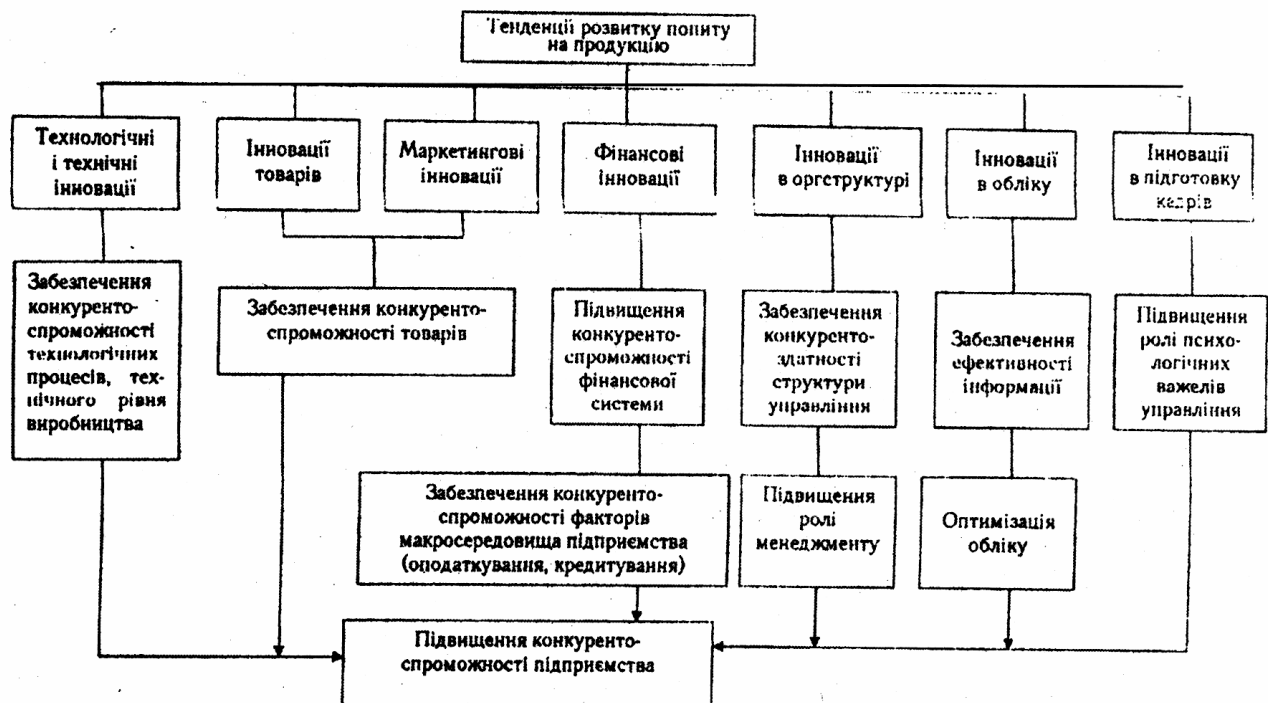 Тенденції розвитку попиту
на продукцію
Технологічні
і технічні
інновації
Інновації
товарів
Маркетингові
інновації
Фінансові
інновації
Інновації
в оргструктурі
Інновації
в обліку
Інновації
в підготовку
кадрів
Забезпечення
конкуренто-
спроможності
технологічних
процесів, тех-
нічного рівня
виробництва
Забезпечення конкуренто-
спроможності товарів
Підвищення
конкуренто-
спроможності
фінансової
системи
Забезпечення
конкуренто-
здатності
структури
управління
Забезпечення
ефективності
інформації
Підвищення
ролі психо-
логічних
важелів
управління
Забезпечення конкуренто-
спроможності факторів
макросередовища підприємства
(оподаткування, кредитування)
Підвищення
ролі
менеджменту
Оптимізація
обліку
Підвищення конкуренто-
спроможності підприємства